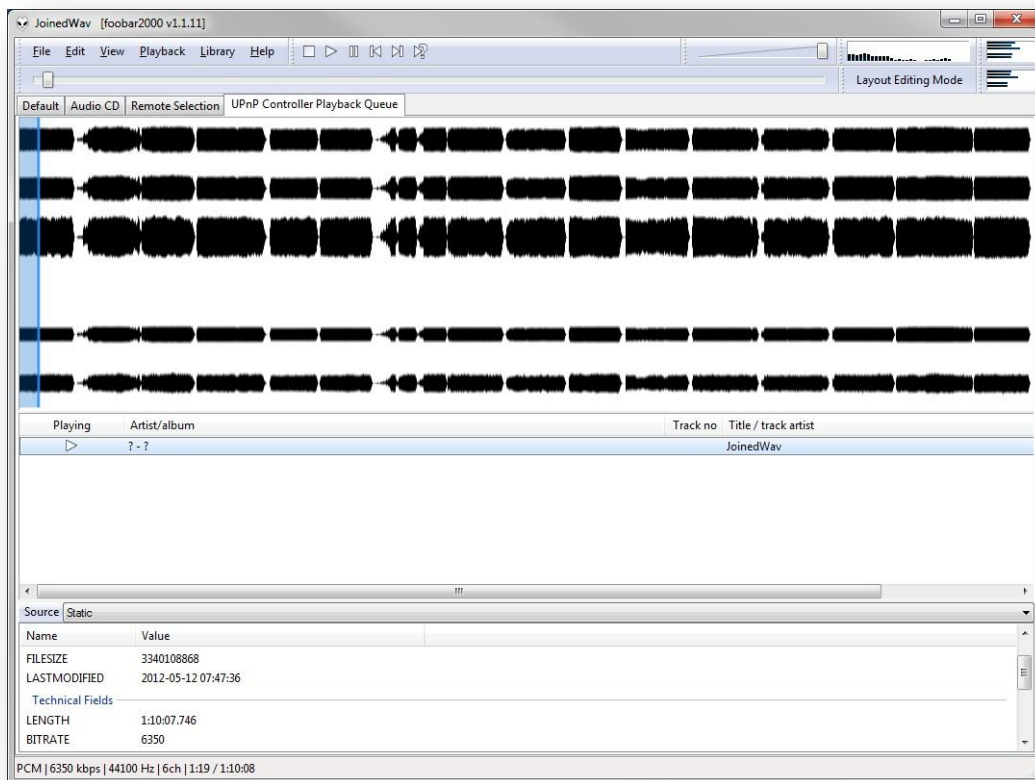 JoinedWav [foobar2000 v1.1.11]
File Edit View Playback Library Help
Layout Editing Mode
Default Audio CD Remote Selection UPnP Controller Playback Queue
Playing Artist/album Track no Title / track artist
? - ? JoinedWav
Source Static
Name Value
FILESIZE 3340108868
LASTMODIFIED 2012-05-12 07:47:36
Technical Fields
LENGTH 1:10:07.746
BITRATE 6350
PCM | 6350 kbps | 44100 Hz | 6ch | 1:19 / 1:10:08